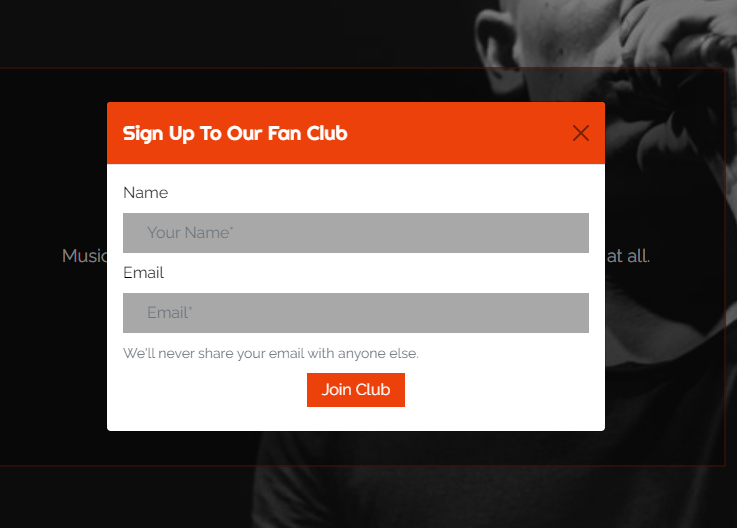 Sign Up To Our Fan Club
Name
Your Name*
Music
at all.
Email
Email*
We'll never share your email with anyone else.
Join Club